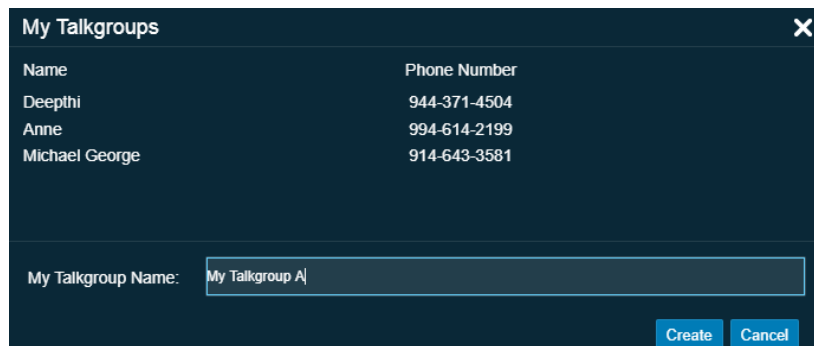 My Talkgroups
Name Phone Number
Deepthi 944-371-4504
Anne 994-614-2199
Michael George 914-643-3581
My Talkgroup Name: My Talkgroup A
Create Cancel